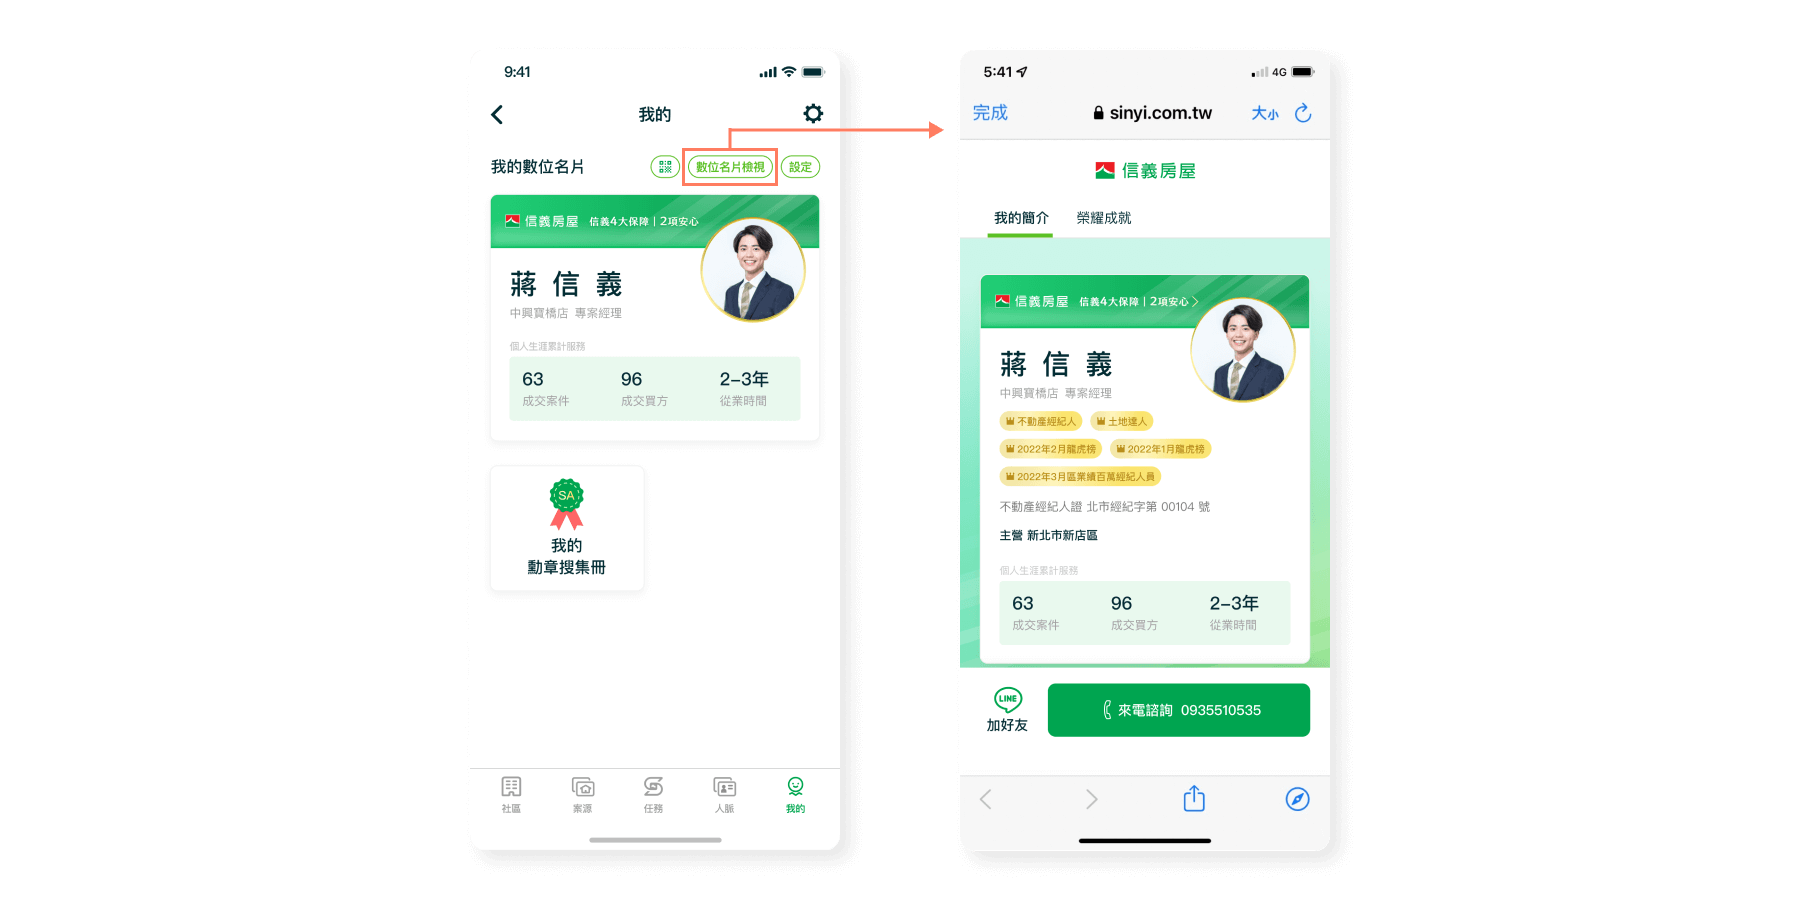 9:41
我的
我的數位名片
數位名片檢視
設定
信義房屋 信義4大保障 | 2項安心
蔣信義
中興寶橋店 專案經理
個人生涯累計服務
63 96 2-3年
成交案件 成交買方 從業時間
SA
我的
勳章搜集冊
社區 案源 任務 人脈 我的
5:41 4G
完成 sinyi.com.tw 大小
信義房屋
我的簡介 榮耀成就
信義房屋 信義4大保障 | 2項安心
蔣信義
中興寶橋店 專案經理
不動產經紀人 土地達人
2022年2月龍虎榜 2022年1月龍虎榜
2022年3月區業績百萬經紀人員
不動產經紀人證 北市經紀字第 00104 號
主營 新北市新店區
個人生涯累計服務
63 96 2-3年
成交案件 成交買方 從業時間
LINE
加好友
來電諮詢 0935510535